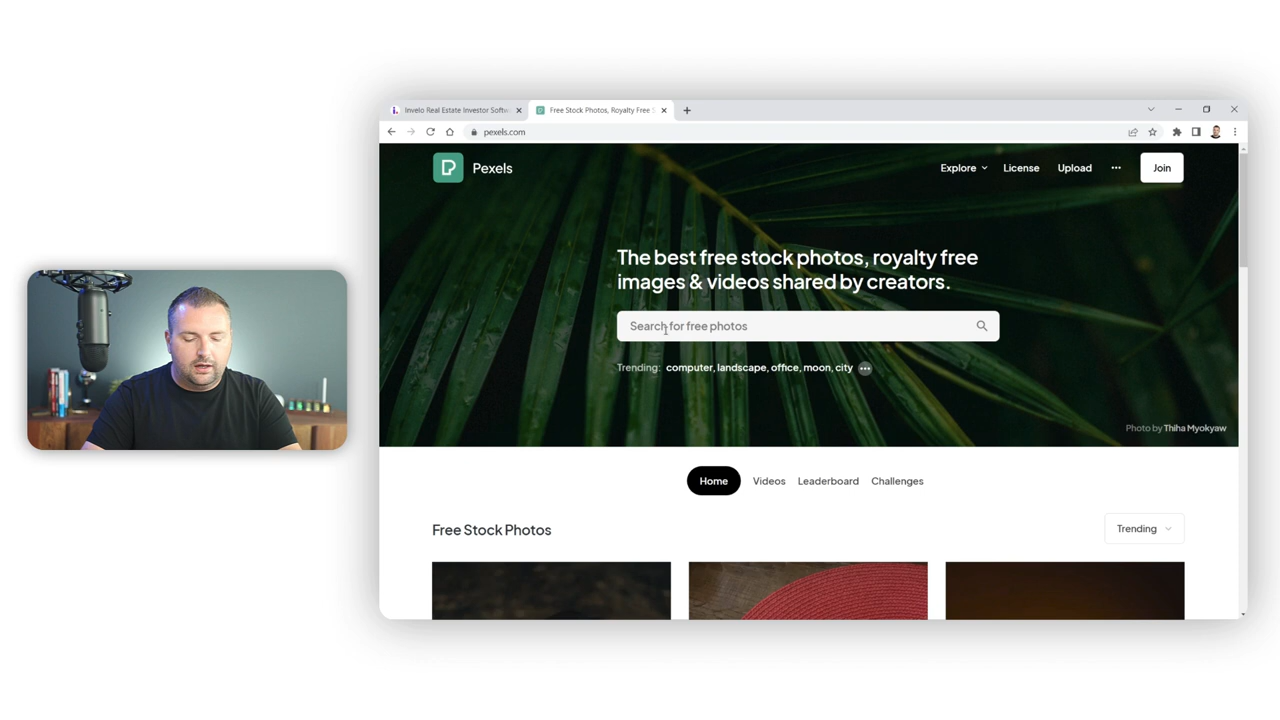 Invelo Real Estate Investor Softw
Free Stock Photos, Royalty Free S
pexels.com
Pexels
Explore
License
Upload
Join
The best free stock photos, royalty free
images & videos shared by creators.
Search for free photos
Trending: computer, landscape, office, moon, city
Photo by Thiha Myokyaw
Home
Videos
Leaderboard
Challenges
Free Stock Photos
Trending